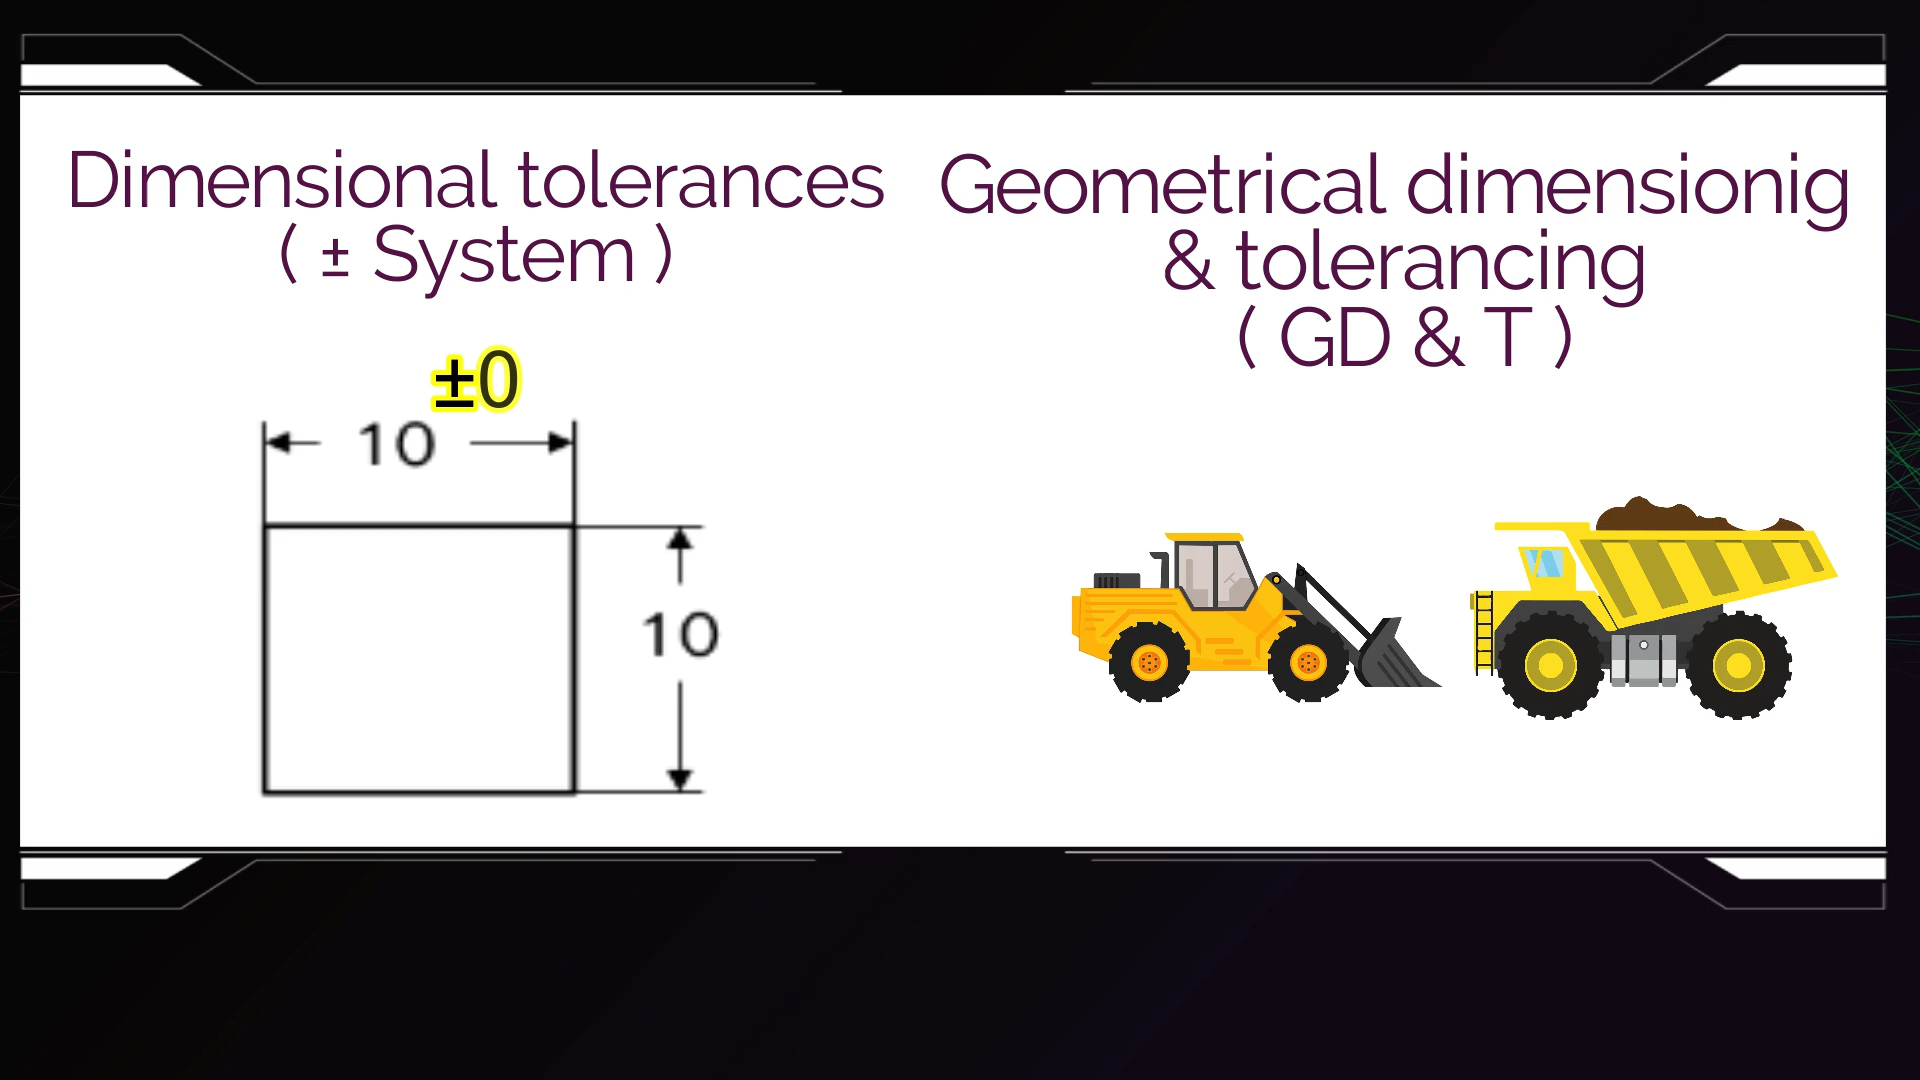 Dimensional tolerances
( ± System )
±0
10
10
Geometrical dimensionig
& tolerancing
( GD & T )